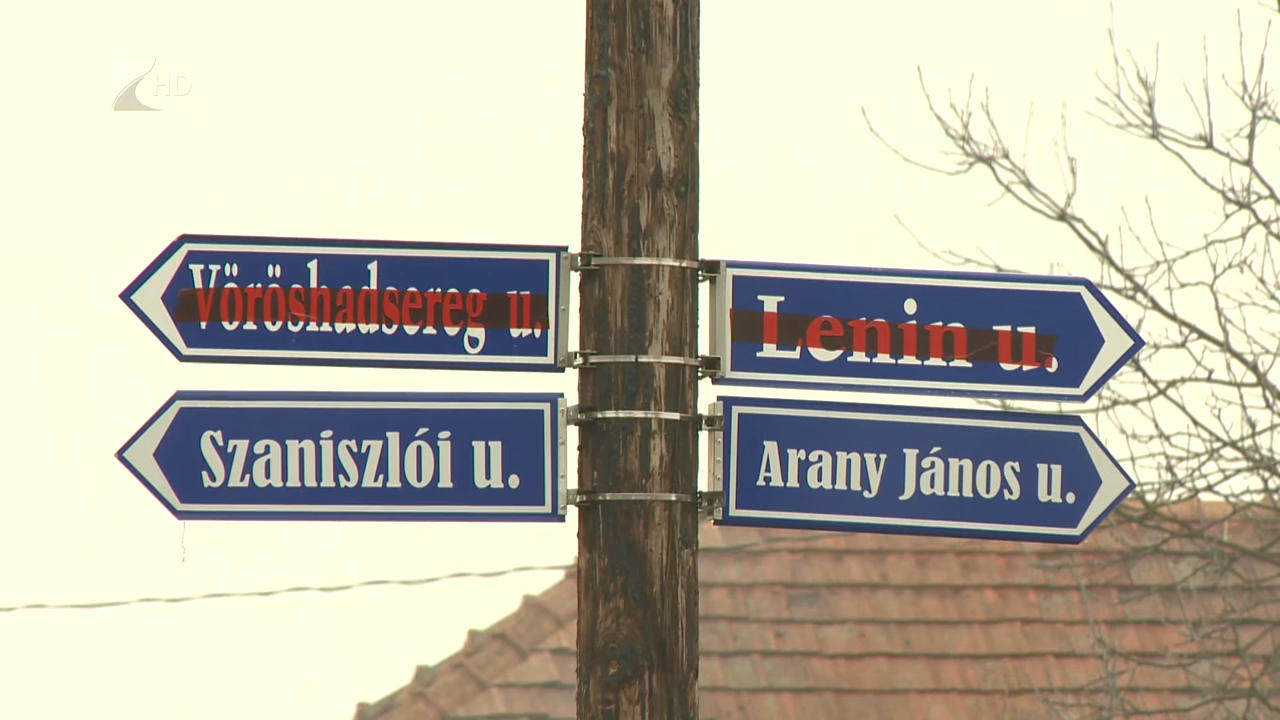 HD
Vöröshadsereg u.
Lenin u.
Szaniszlói u.
Arany János u.